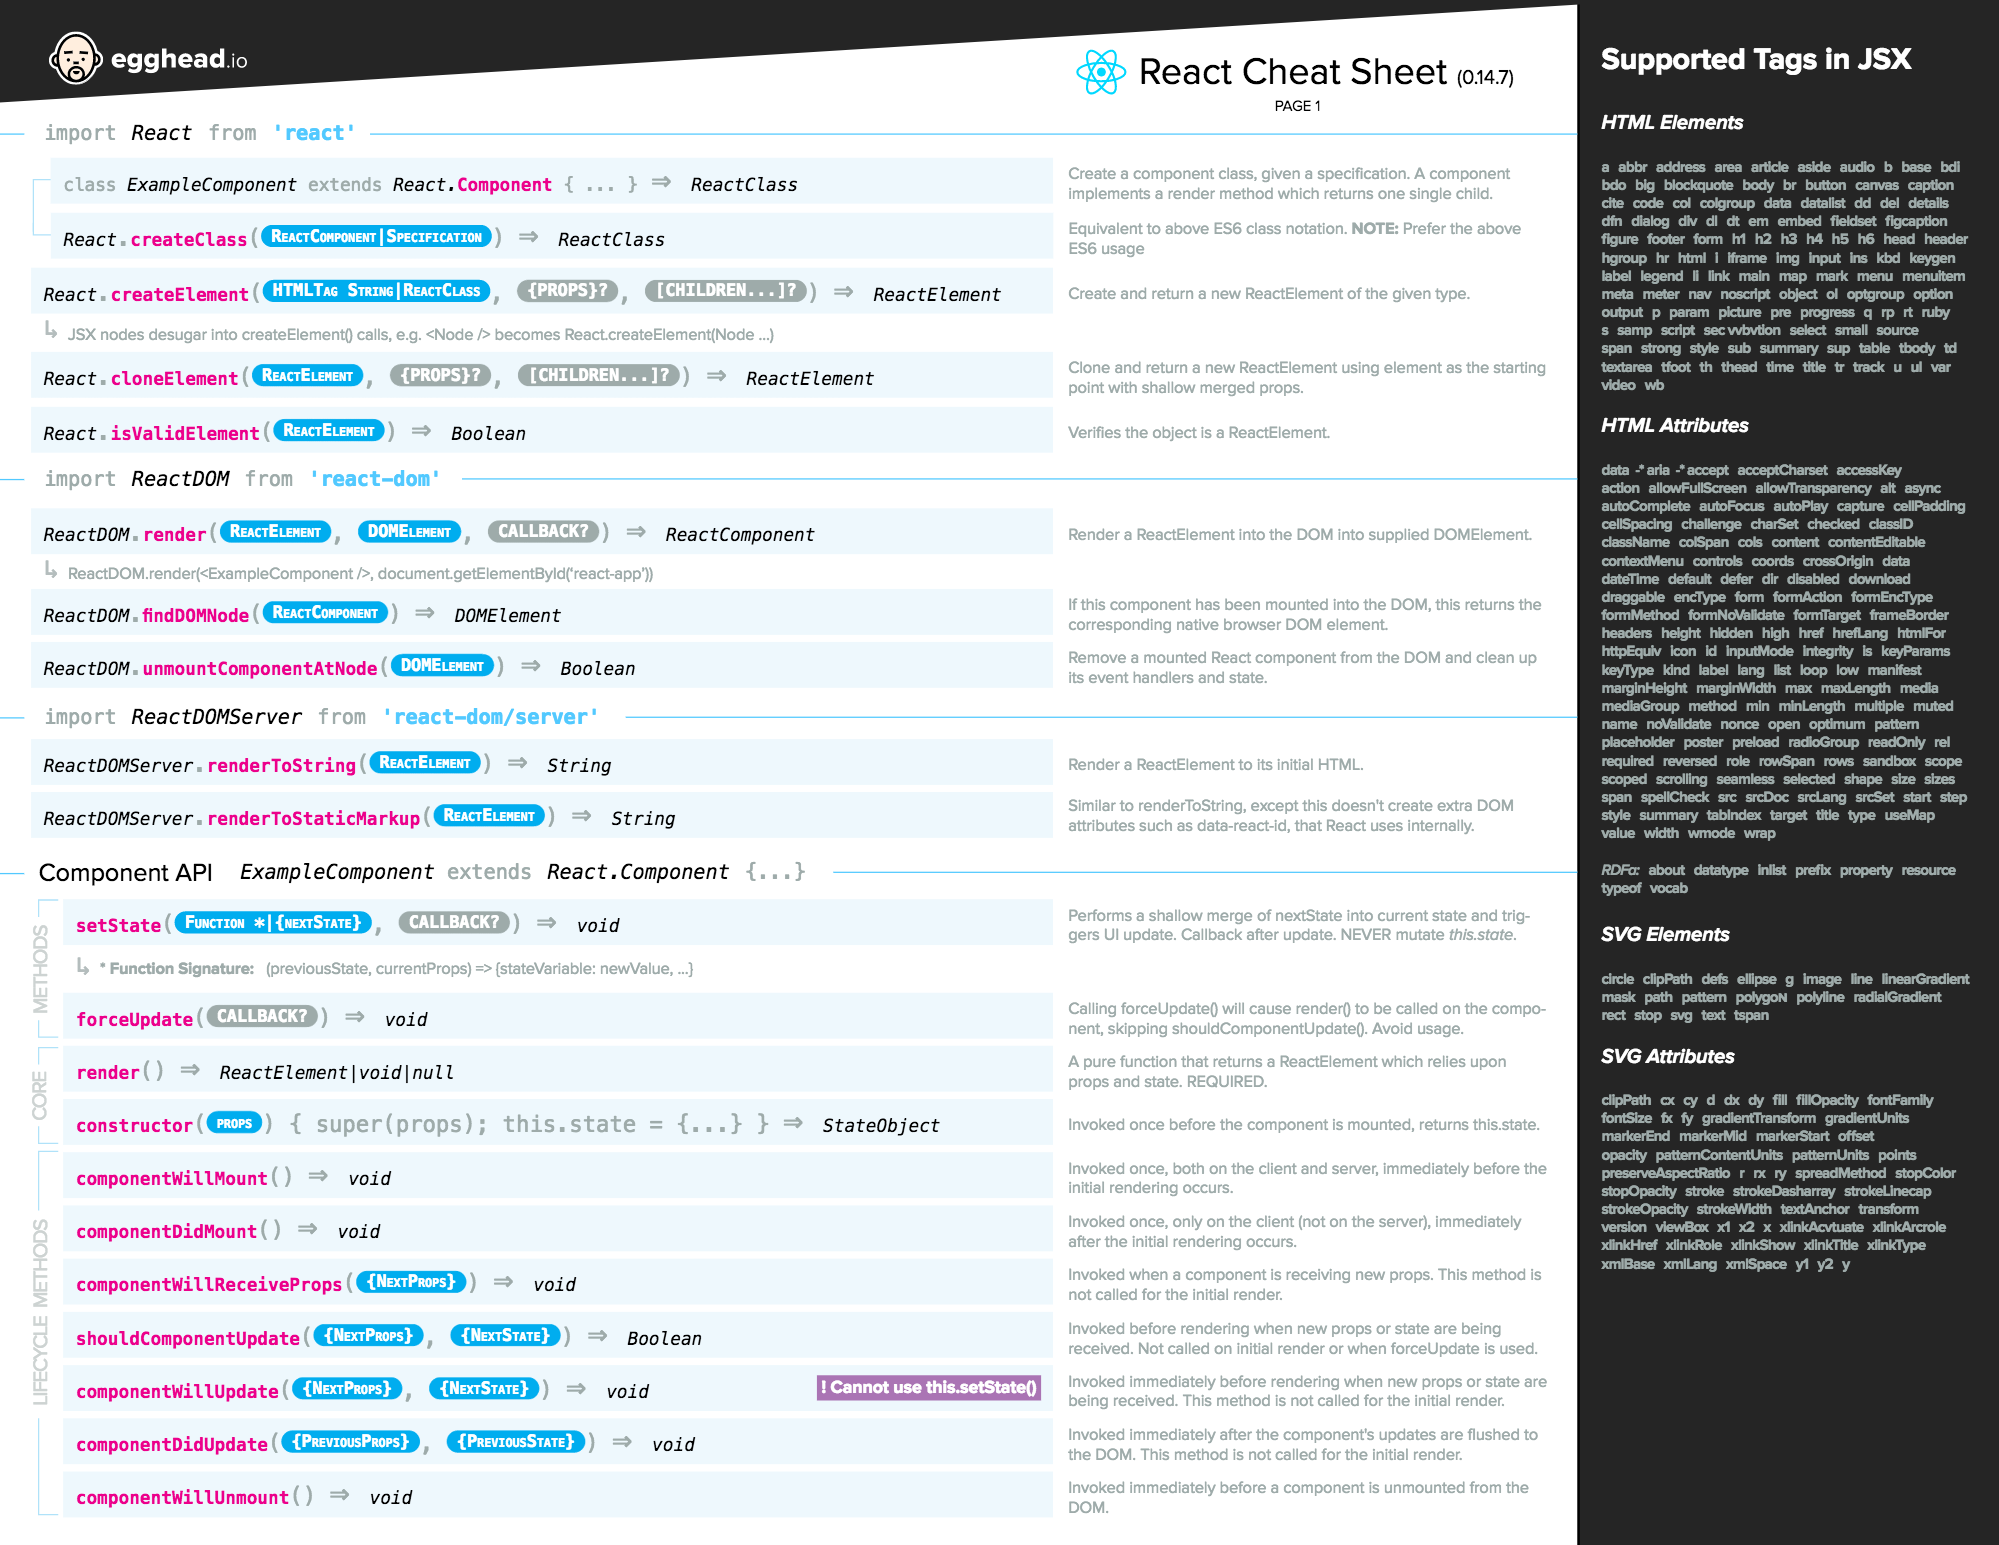 egghead.io
React Cheat Sheet (0.14.7)
PAGE 1
import React from 'react'
class ExampleComponent extends React.Component { ... } ⇒ ReactClass
Create a component class, given a specification. A component
implements a render method which returns one single child.
React.createClass(ReactComponent|Specification) ⇒ ReactClass
Equivalent to above ES6 class notation. NOTE: Prefer the above
ES6 usage
React.createElement(HTMLTag String|ReactClass, {PROPS}?, [CHILDREN...]?) ⇒ ReactElement
Create and return a new ReactElement of the given type.
↳ JSX nodes desugar into createElement() calls, e.g. <Node /> becomes React.createElement(Node ...)
React.cloneElement(ReactElement, {PROPS}?, [CHILDREN...]?) ⇒ ReactElement
Clone and return a new ReactElement using element as the starting
point with shallow merged props.
React.isValidElement(ReactElement) ⇒ Boolean
Verifies the object is a ReactElement.
import ReactDOM from 'react-dom'
ReactDOM.render(ReactElement, DOMElement, CALLBACK?) ⇒ ReactComponent
Render a ReactElement into the DOM into supplied DOMElement.
↳ ReactDOM.render(<ExampleComponent />, document.getElementById('react-app'))
ReactDOM.findDOMNode(ReactComponent) ⇒ DOMElement
If this component has been mounted into the DOM, this returns the
corresponding native browser DOM element.
ReactDOM.unmountComponentAtNode(DOMElement) ⇒ Boolean
Remove a mounted React component from the DOM and clean up
its event handlers and state.
import ReactDOMServer from 'react-dom/server'
ReactDOMServer.renderToString(ReactElement) ⇒ String
Render a ReactElement to its initial HTML.
ReactDOMServer.renderToStaticMarkup(ReactElement) ⇒ String
Similar to renderToString, except this doesn't create extra DOM
attributes such as data-react-id, that React uses internally.
Component API ExampleComponent extends React.Component {...}
METHODS
setState(Function *|{nextState}, CALLBACK?) ⇒ void
Performs a shallow merge of nextState into current state and trig-
gers UI update. Callback after update. NEVER mutate this.state.
↳ * Function Signature: (previousState, currentProps) => {stateVariable: newValue, ...}
forceUpdate(CALLBACK?) ⇒ void
Calling forceUpdate() will cause render() to be called on the compo-
nent, skipping shouldComponentUpdate(). Avoid usage.
CORE
render() ⇒ ReactElement|void|null
A pure function that returns a ReactElement which relies upon
props and state. REQUIRED.
constructor(props) { super(props); this.state = {...} } ⇒ StateObject
Invoked once before the component is mounted, returns this.state.
LIFECYCLE METHODS
componentWillMount() ⇒ void
Invoked once, both on the client and server, immediately before the
initial rendering occurs.
componentDidMount() ⇒ void
Invoked once, only on the client (not on the server), immediately
after the initial rendering occurs.
componentWillReceiveProps({NextProps}) ⇒ void
Invoked when a component is receiving new props. This method is
not called for the initial render.
shouldComponentUpdate({NextProps}, {NextState}) ⇒ Boolean
Invoked before rendering when new props or state are being
received. Not called on initial render or when forceUpdate is used.
componentWillUpdate({NextProps}, {NextState}) ⇒ void
! Cannot use this.setState()
Invoked immediately before rendering when new props or state are
being received. This method is not called for the initial render.
componentDidUpdate({PreviousProps}, {PreviousState}) ⇒ void
Invoked immediately after the component's updates are flushed to
the DOM. This method is not called for the initial render.
componentWillUnmount() ⇒ void
Invoked immediately before a component is unmounted from the
DOM.
Supported Tags in JSX
HTML Elements
a abbr address area article aside audio b base bdi
bdo big blockquote body br button canvas caption
cite code col colgroup data datalist dd del details
dfn dialog div dl dt em embed fieldset figcaption
figure footer form h1 h2 h3 h4 h5 h6 head header
hgroup hr html i iframe img input ins kbd keygen
label legend li link main map mark menu menuitem
meta meter nav noscript object ol optgroup option
output p param picture pre progress q rp rt ruby
s samp script sec vvbvtion select small source
span strong style sub summary sup table tbody td
textarea tfoot th thead time title tr track u ul var
video wb
HTML Attributes
data -* aria -* accept acceptCharset accessKey
action allowFullScreen allowTransparency alt async
autoComplete autoFocus autoPlay capture cellPadding
cellSpacing challenge charSet checked classID
className colSpan cols content contentEditable
contextMenu controls coords crossOrigin data
dateTime default defer dir disabled download
draggable encType form formAction formEncType
formMethod formNoValidate formTarget frameBorder
headers height hidden high href hrefLang htmlFor
httpEquiv icon id inputMode integrity is keyParams
keyType kind label lang list loop low manifest
marginHeight marginWidth max maxLength media
mediaGroup method min minLength multiple muted
name noValidate nonce open optimum pattern
placeholder poster preload radioGroup readOnly rel
required reversed role rowSpan rows sandbox scope
scoped scrolling seamless selected shape size sizes
span spellCheck src srcDoc srcLang srcSet start step
style summary tabIndex target title type useMap
value width wmode wrap
RDFa: about datatype inlist prefix property resource
typeof vocab
SVG Elements
circle clipPath defs ellipse g image line linearGradient
mask path pattern polygoN polyline radialGradient
rect stop svg text tspan
SVG Attributes
clipPath cx cy d dx dy fill fillOpacity fontFamily
fontSize fx fy gradientTransform gradientUnits
markerEnd markerMid markerStart offset
opacity patternContentUnits patternUnits points
preserveAspectRatio r rx ry spreadMethod stopColor
stopOpacity stroke strokeDasharray strokeLinecap
strokeOpacity strokeWidth textAnchor transform
version viewBox x1 x2 x xlinkAcvtuate xlinkArcrole
xlinkHref xlinkRole xlinkShow xlinkTitle xlinkType
xmlBase xmlLang xmlSpace y1 y2 y